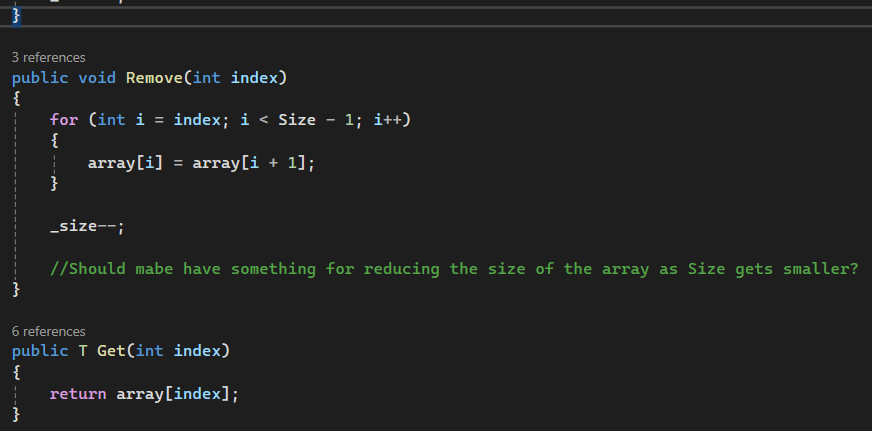 }
3 references
public void Remove(int index)
{
for (int i = index; i < Size - 1; i++)
{
array[i] = array[i + 1];
}
_size--;
//Should mabe have something for reducing the size of the array as Size gets smaller?
}
6 references
public T Get(int index)
{
return array[index];
}